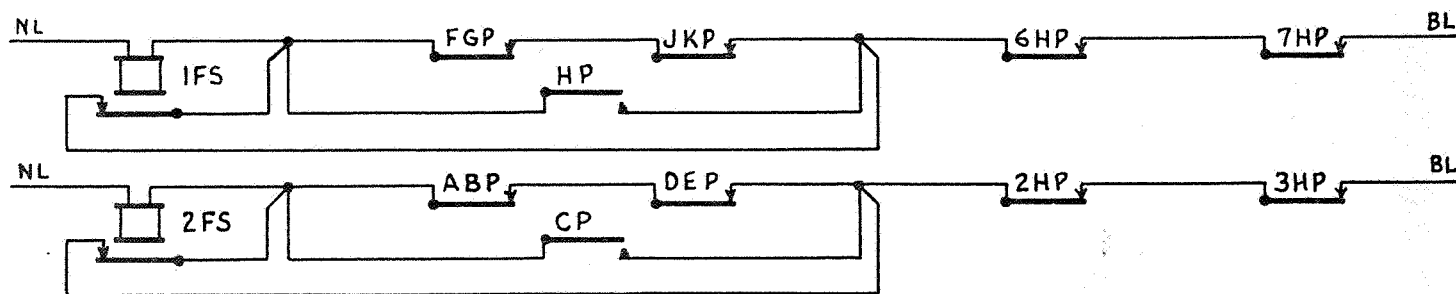 NL FGP JKP 6HP 7HP BL
1FS HP
NL ABP DEP 2HP 3HP BL
2FS CP